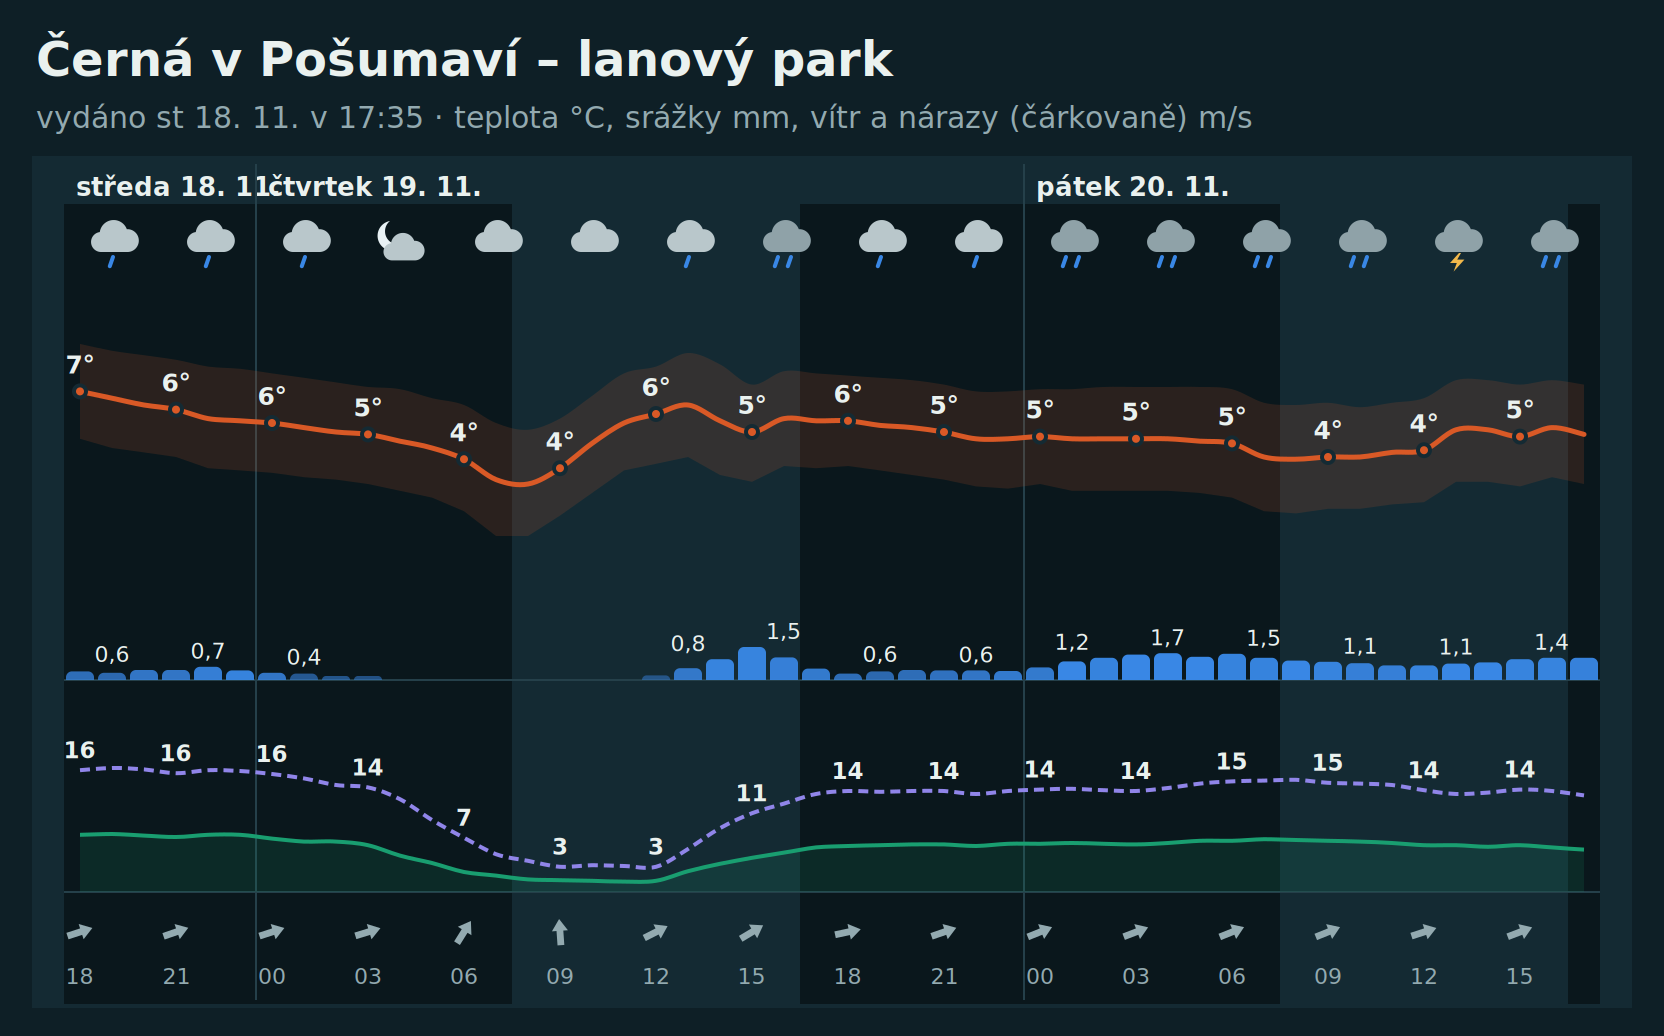 Černá v Pošumaví – lanový park
vydáno st 18. 11. v 17:35 · teplota °C, srážky mm, vítr a nárazy (čárkovaně) m/s
středa 18. 11. čtvrtek 19. 11. pátek 20. 11.
7° 6° 6° 5° 4° 4° 6° 5° 6° 5° 5° 5° 5° 4° 4° 5°
0,6 0,7 0,4 0,8 1,5 0,6 0,6 1,2 1,7 1,5 1,1 1,1 1,4
16 16 16 14 7 3 3 11 14 14 14 14 15 15 14 14
18 21 00 03 06 09 12 15 18 21 00 03 06 09 12 15